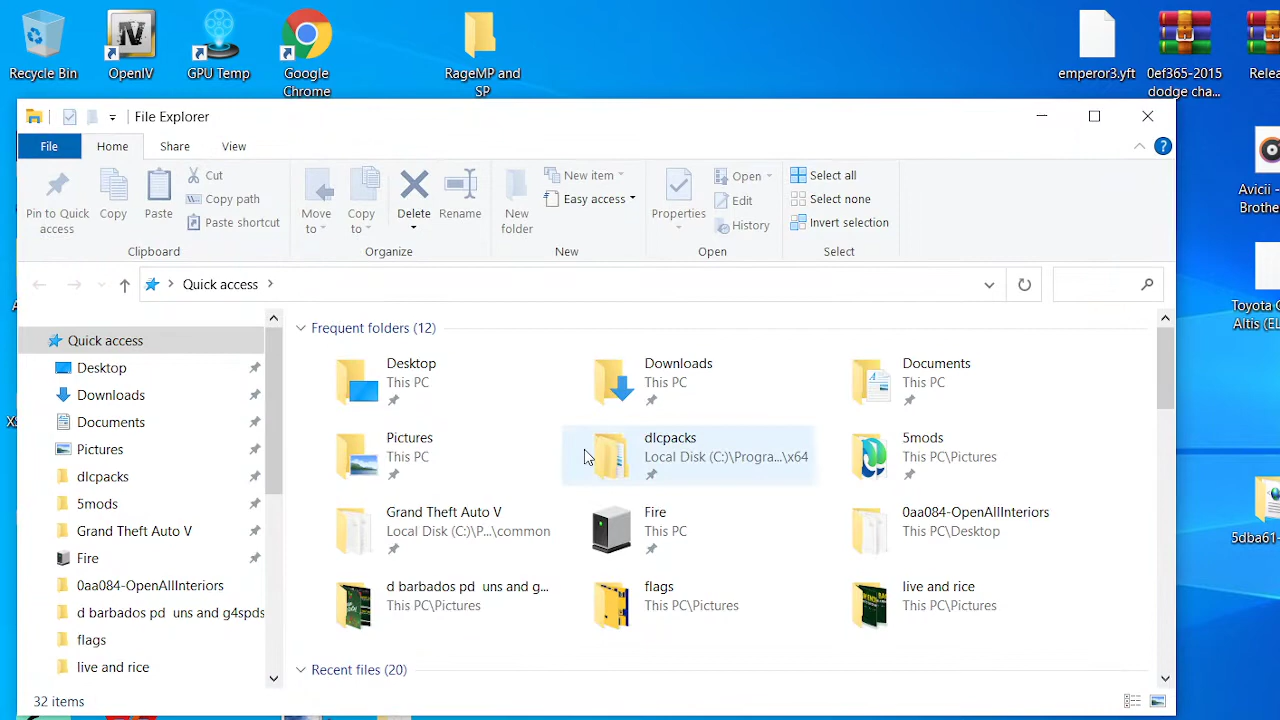 Recycle Bin
OpenIV
GPU Temp
Google
Chrome
RageMP and
SP
emperor3.yft
0ef365-2015
dodge cha...
Relea
File Explorer
File
Home
Share
View
?
Pin to Quick
access
Copy
Paste
Cut
Copy path
Paste shortcut
Clipboard
Move
to
Copy
to
Delete
Rename
Organize
New
folder
New item
Easy access
New
Properties
Open
Edit
History
Open
Select all
Select none
Invert selection
Select
Avicii -
Brothe
Quick access
Toyota C
Altis (EL
5dba61-
Quick access
Desktop
Downloads
Documents
Pictures
dlcpacks
5mods
Grand Theft Auto V
Fire
0aa084-OpenAllInteriors
d barbados pd uns and g4spds
flags
live and rice
Frequent folders (12)
Desktop
This PC
Downloads
This PC
Documents
This PC
Pictures
This PC
dlcpacks
Local Disk (C:)\Progra...\x64
5mods
This PC\Pictures
Grand Theft Auto V
Local Disk (C:)\P...\common
Fire
This PC
0aa084-OpenAllInteriors
This PC\Desktop
d barbados pd uns and g...
This PC\Pictures
flags
This PC\Pictures
live and rice
This PC\Pictures
Recent files (20)
32 items